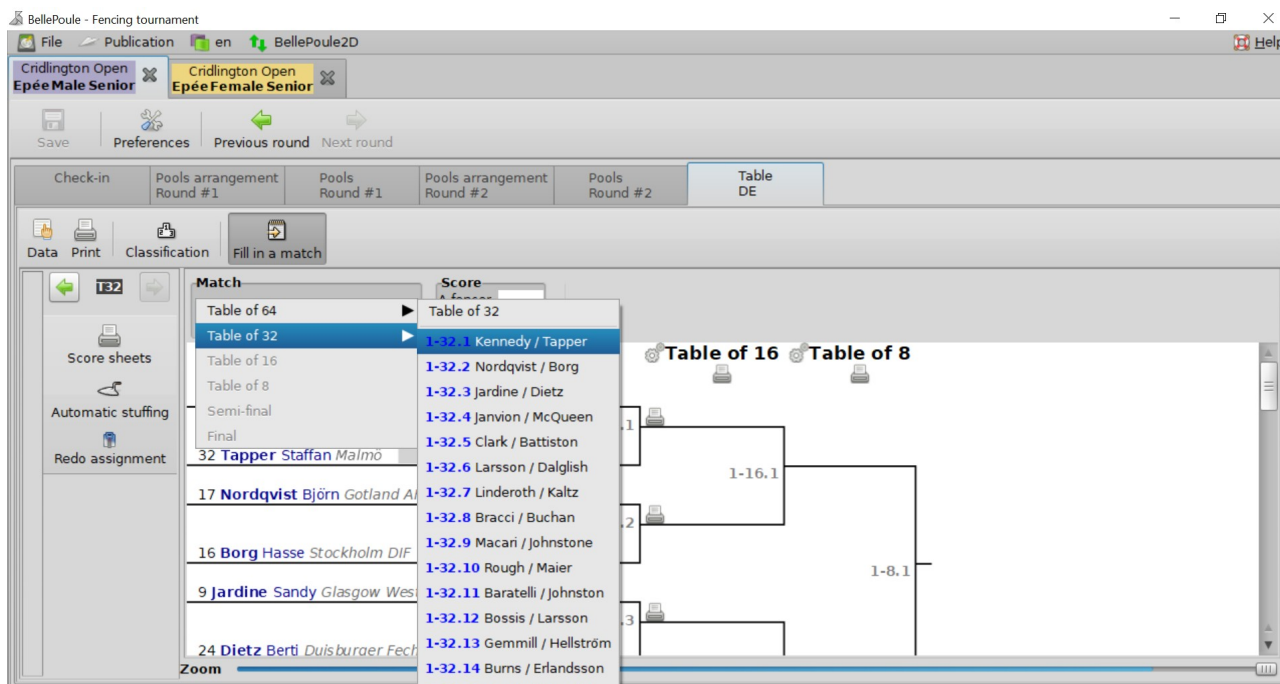 BellePoule - Fencing tournament
File Publication en BellePoule2D Help
Cridlington Open
Epée Male Senior
Cridlington Open
Epée Female Senior
Save Preferences Previous round Next round
Check-in
Pools arrangement
Round #1
Pools
Round #1
Pools arrangement
Round #2
Pools
Round #2
Table
DE
Data Print Classification Fill in a match
T32
Score sheets
Automatic stuffing
Redo assignment
Match
Score
Table of 64
Table of 32
Table of 16
Table of 8
Semi-final
Final
Table of 32
1-32.1 Kennedy / Tapper
1-32.2 Nordqvist / Borg
1-32.3 Jardine / Dietz
1-32.4 Janvion / McQueen
1-32.5 Clark / Battiston
1-32.6 Larsson / Dalglish
1-32.7 Linderoth / Kaltz
1-32.8 Bracci / Buchan
1-32.9 Macari / Johnstone
1-32.10 Rough / Maier
1-32.11 Baratelli / Johnston
1-32.12 Bossis / Larsson
1-32.13 Gemmill / Hellström
1-32.14 Burns / Erlandsson
Table of 16 Table of 8
32 Tapper Staffan Malmö
17 Nordqvist Björn Gotland
16 Borg Hasse Stockholm DIF
9 Jardine Sandy Glasgow
24 Dietz Berti Duisburger
.1
.2
.3
1-16.1
1-8.1
Zoom